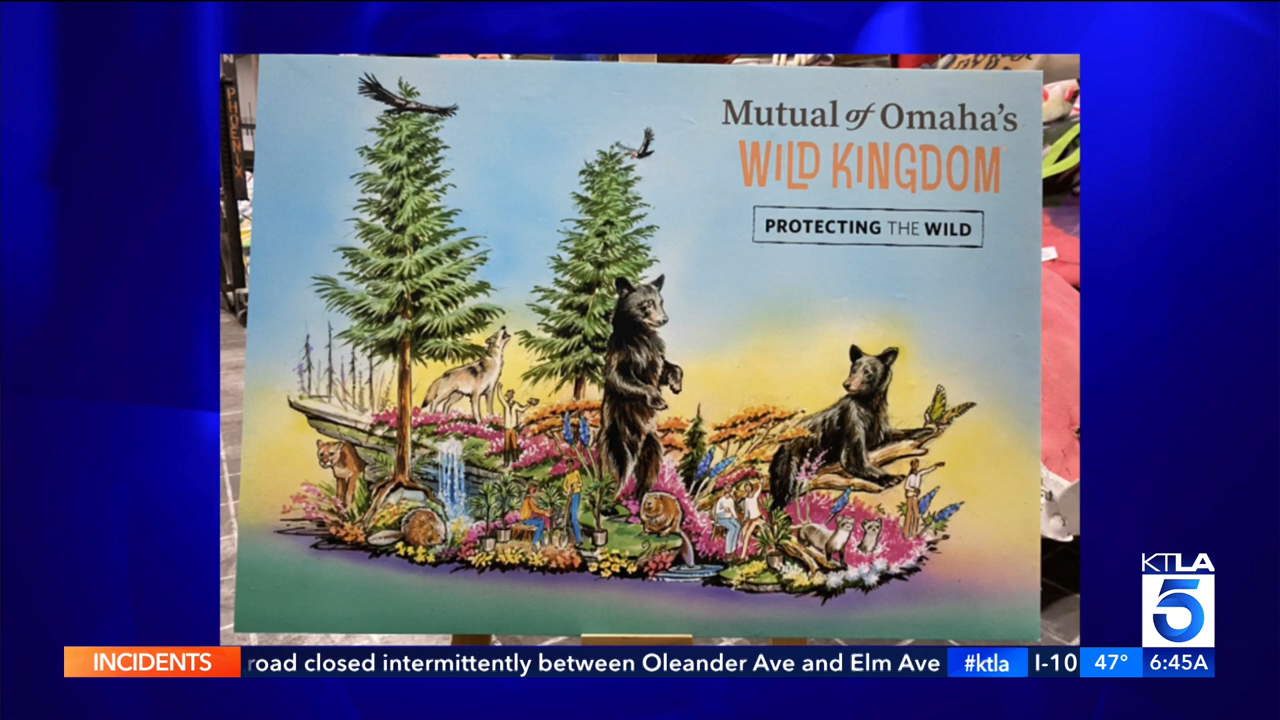 PHOENIX
Mutual of Omaha's
WILD KINGDOM
PROTECTING THE WILD
KTLA
5
INCIDENTS
road closed intermittently between Oleander Ave and Elm Ave
#ktla
I-10
47°
6:45A